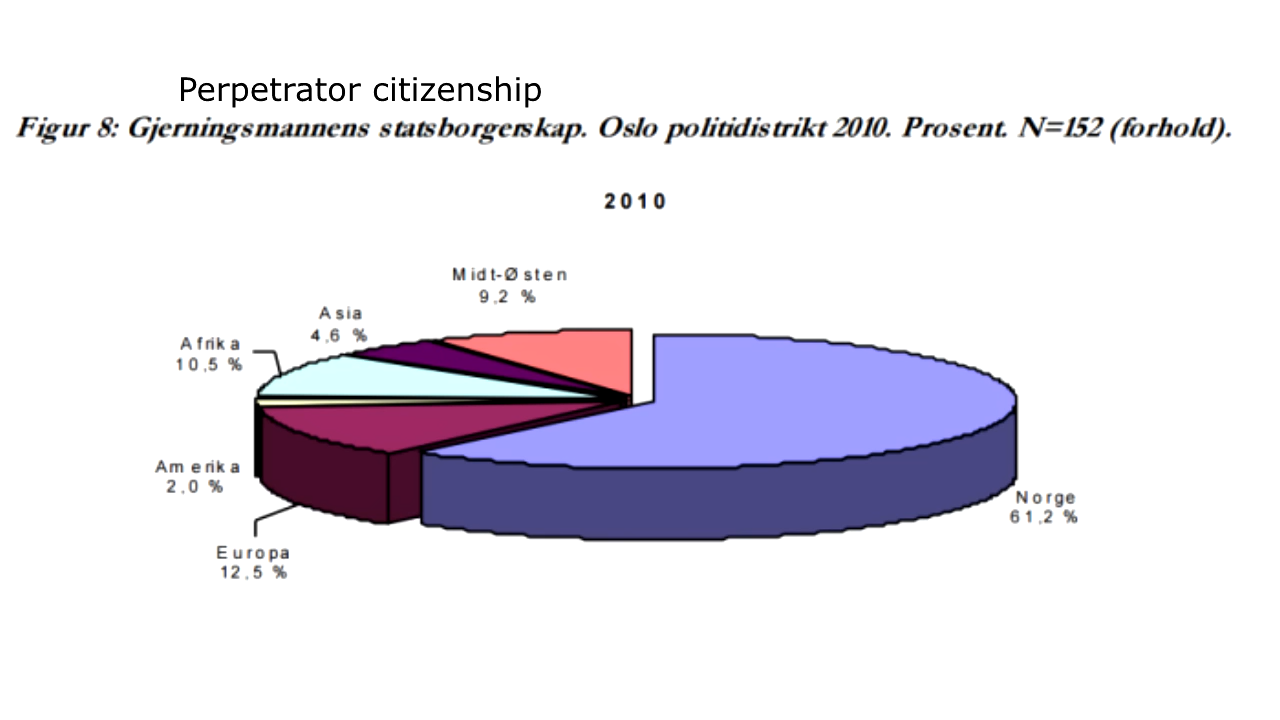 Perpetrator citizenship
Figur 8: Gjerningsmannens statsborgerskap. Oslo politidistrikt 2010. Prosent. N=152 (forhold).
2010
Midt-Østen
9,2 %
Asia
4,6 %
Afrika
10,5 %
Amerika
2,0 %
Norge
61,2 %
Europa
12,5 %